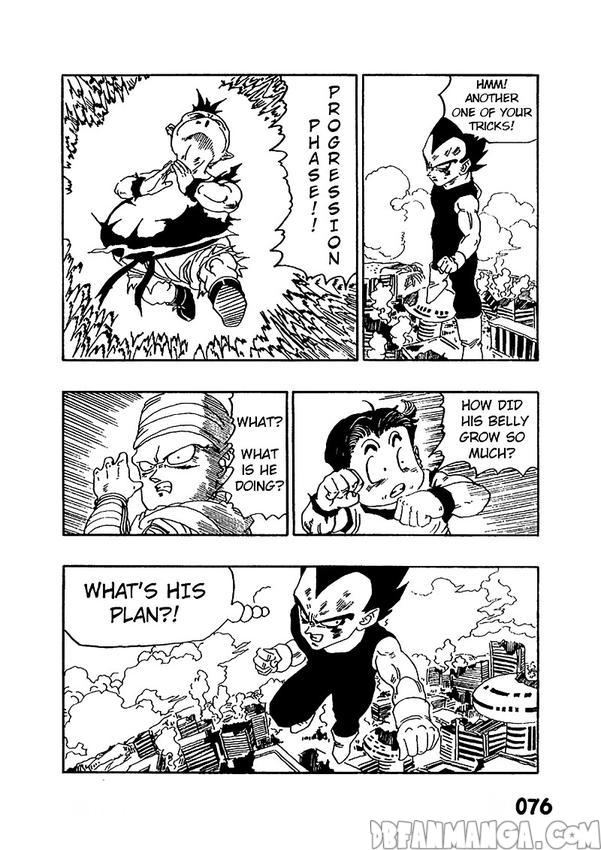 PROGRESSION
PHASE!!
HMM!
ANOTHER
ONE OF YOUR
TRICKS!
WHAT?
WHAT
IS HE
DOING?
HOW DID
HIS BELLY
GROW SO
MUCH?
WHAT'S HIS
PLAN?!
076
DBFANMANGA.COM